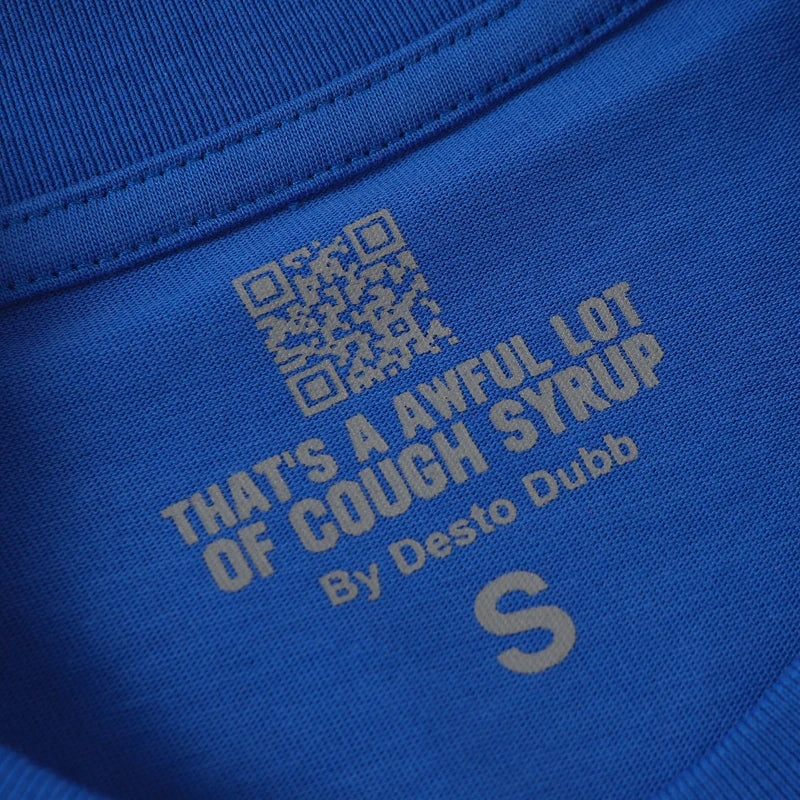 THAT'S A AWFUL LOT
OF COUGH SYRUP
By Desto Dubb
S